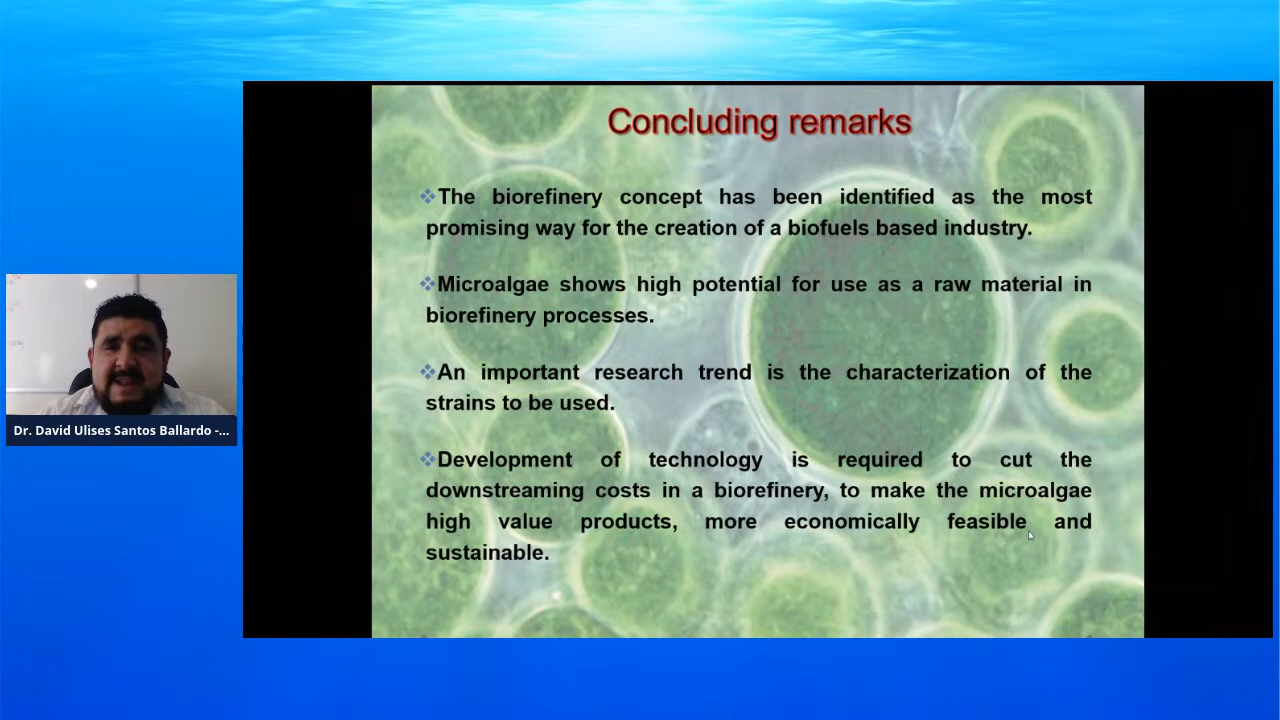 Concluding remarks
❖The biorefinery concept has been identified as the most
promising way for the creation of a biofuels based industry.
❖Microalgae shows high potential for use as a raw material in
biorefinery processes.
❖An important research trend is the characterization of the
strains to be used.
❖Development of technology is required to cut the
downstreaming costs in a biorefinery, to make the microalgae
high value products, more economically feasible and
sustainable.
Dr. David Ulises Santos Ballardo -...